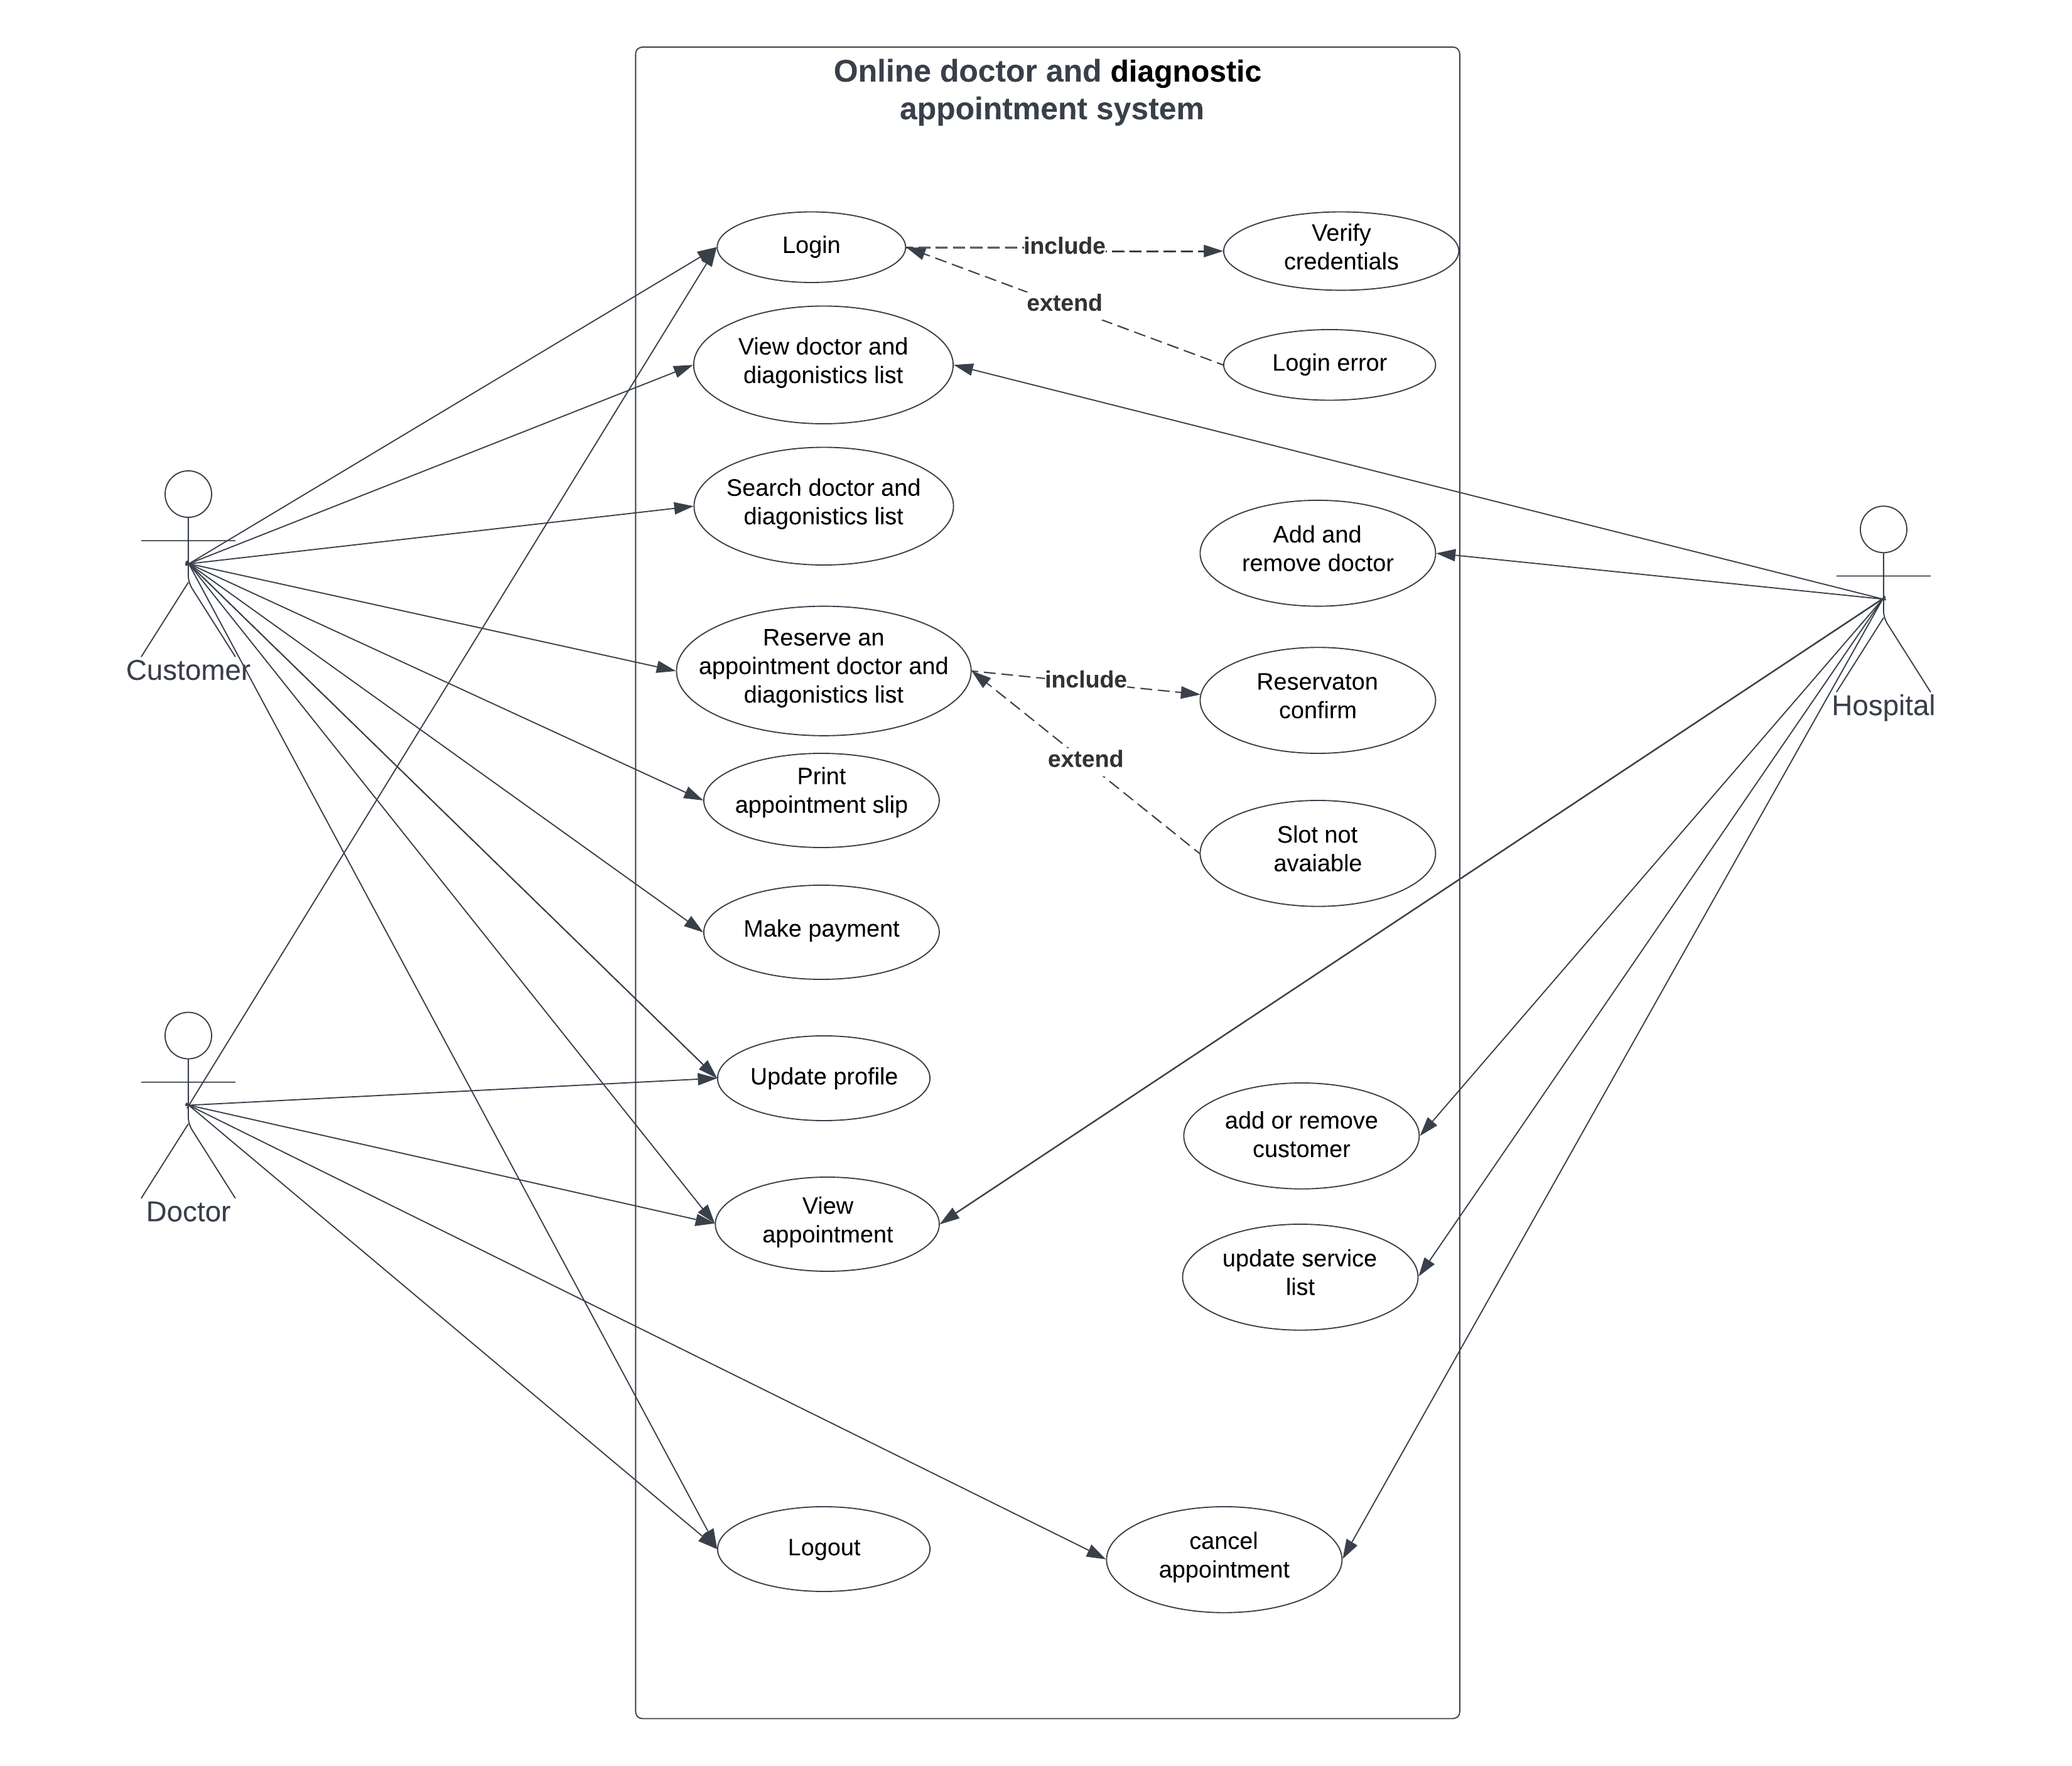 Online doctor and diagnostic
appointment system
Login
include
Verify
credentials
extend
View doctor and
diagonistics list
Login error
Search doctor and
diagonistics list
Add and
remove doctor
Customer
Reserve an
appointment doctor and
diagonistics list
include
Reservaton
confirm
Hospital
extend
Print
appointment slip
Slot not
avaiable
Make payment
Update profile
add or remove
customer
Doctor
View
appointment
update service
list
Logout
cancel
appointment